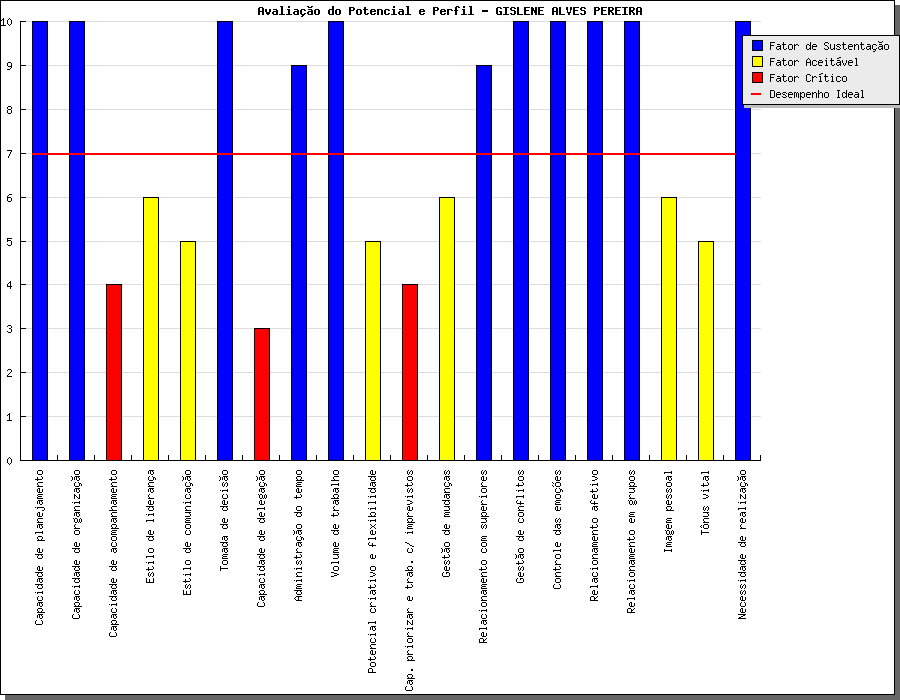 Avaliação do Potencial e Perfil - GISLENE ALVES PEREIRA
10
9
8
7
6
5
4
3
2
1
0
Fator de Sustentação
Fator Aceitável
Fator Crítico
Desempenho Ideal
Capacidade de planejamento
Capacidade de organização
Capacidade de acompanhamento
Estilo de liderança
Estilo de comunicação
Tomada de decisão
Capacidade de delegação
Administração do tempo
Volume de trabalho
Potencial criativo e flexibilidade
Cap. priorizar e trab. c/ imprevistos
Gestão de mudanças
Relacionamento com superiores
Gestão de conflitos
Controle das emoções
Relacionamento afetivo
Relacionamento em grupos
Imagem pessoal
Tônus vital
Necessidade de realização